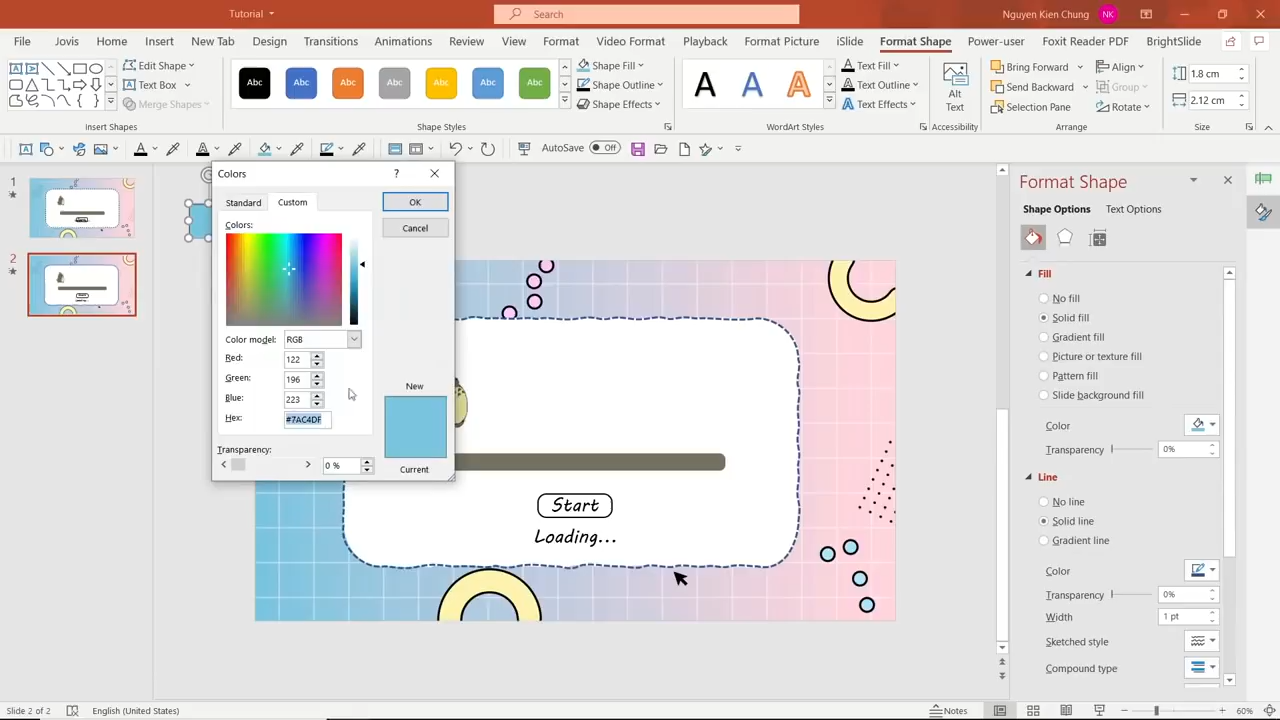 Tutorial
Search
Nguyen Kien Chung
NK
File Jovis Home Insert New Tab Design Transitions Animations Review View Format Video Format Playback Format Picture iSlide Format Shape Power-user Foxit Reader PDF BrightSlide
Edit Shape
Text Box
Merge Shapes
Insert Shapes
Abc Abc Abc Abc Abc Abc Abc
Shape Styles
Shape Fill
Shape Outline
Shape Effects
A A A
WordArt Styles
Text Fill
Text Outline
Text Effects
Alt
Text
Accessibility
Bring Forward
Send Backward
Selection Pane
Align
Group
Rotate
Arrange
1.8 cm
2.12 cm
Size
AutoSave Off
1
2
Colors
?
Standard Custom
OK
Cancel
Colors:
Color model: RGB
Red: 122
Green: 196
Blue: 223
Hex: #7AC4DF
Transparency:
0 %
New
Current
Start
Loading...
Format Shape
Shape Options Text Options
Fill
No fill
Solid fill
Gradient fill
Picture or texture fill
Pattern fill
Slide background fill
Color
Transparency 0%
Line
No line
Solid line
Gradient line
Color
Transparency 0%
Width 1 pt
Sketched style
Compound type
Slide 2 of 2
English (United States)
Notes
60%